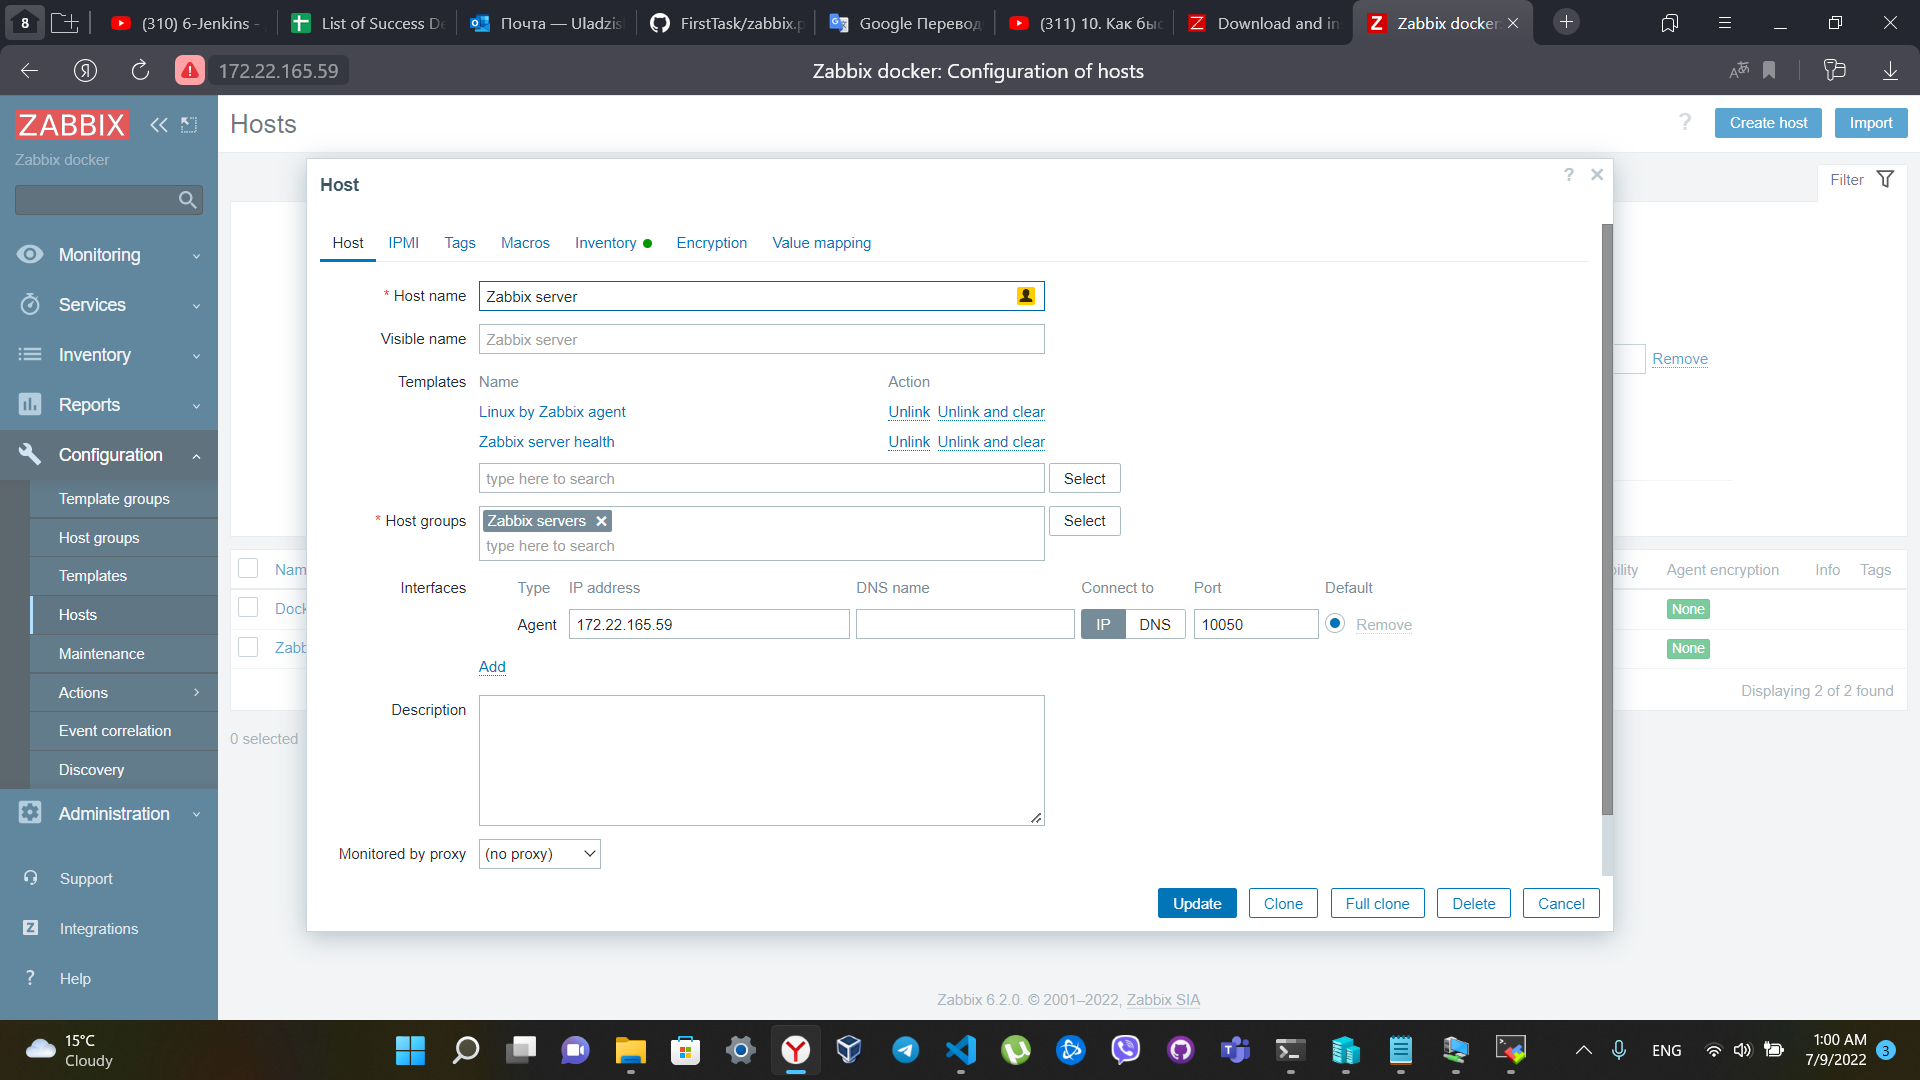 8
(310) 6-Jenkins -
List of Success De
Почта — Uladzis
FirstTask/zabbix.p
Google Перевод
(311) 10. Как бы
Download and in
Zabbix docker
172.22.165.59
Zabbix docker: Configuration of hosts
ZABBIX
Zabbix docker
Monitoring
Services
Inventory
Reports
Configuration
Template groups
Host groups
Templates
Hosts
Maintenance
Actions
Event correlation
Discovery
Administration
Support
Integrations
Help
Hosts
?
Create host
Import
Filter
Remove
Host
?
Host IPMI Tags Macros Inventory Encryption Value mapping
* Host name Zabbix server
Visible name Zabbix server
Templates Name Action
Linux by Zabbix agent Unlink Unlink and clear
Zabbix server health Unlink Unlink and clear
type here to search Select
* Host groups Zabbix servers Select
type here to search
Interfaces Type IP address DNS name Connect to Port Default
Agent 172.22.165.59 IP DNS 10050 Remove
Add
Description
Monitored by proxy (no proxy)
Update Clone Full clone Delete Cancel
Nam
bility Agent encryption Info Tags
Dock
None
Zabb
None
Displaying 2 of 2 found
0 selected
Zabbix 6.2.0. © 2001–2022, Zabbix SIA
15°C
Cloudy
ENG
1:00 AM
7/9/2022
3